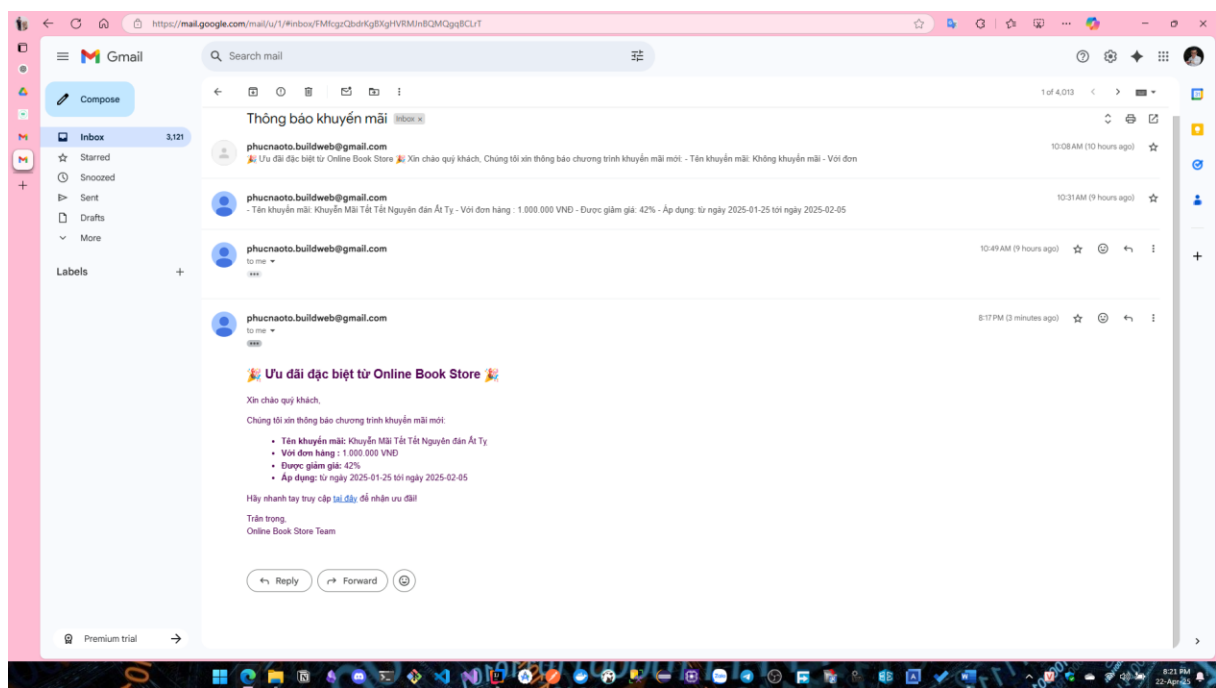 https://mail.google.com/mail/u/1/#inbox/FMfcgzQbdrKgBXgHVRMJnBQMQgqBCLrT
Gmail
Search mail
Compose
1 of 4,013
Inbox 3,121
Starred
Snoozed
Sent
Drafts
More
Labels
Thông báo khuyến mãi Inbox x
phucnaoto.buildweb@gmail.com 10:08 AM (10 hours ago)
🎉 Ưu đãi đặc biệt từ Online Book Store 🎉 Xin chào quý khách, Chúng tôi xin thông báo chương trình khuyến mãi mới: - Tên khuyến mãi: Không khuyến mãi - Với đơn
phucnaoto.buildweb@gmail.com 10:31 AM (9 hours ago)
- Tên khuyến mãi: Khuyến Mãi Tết Tết Nguyên đán Ất Tỵ - Với đơn hàng : 1.000.000 VNĐ - Được giảm giá: 42% - Áp dụng: từ ngày 2025-01-25 tới ngày 2025-02-05
phucnaoto.buildweb@gmail.com 10:49 AM (9 hours ago)
to me
phucnaoto.buildweb@gmail.com 8:17 PM (3 minutes ago)
to me
🎉 Ưu đãi đặc biệt từ Online Book Store 🎉
Xin chào quý khách,
Chúng tôi xin thông báo chương trình khuyến mãi mới:
• Tên khuyến mãi: Khuyến Mãi Tết Tết Nguyên đán Ất Tỵ
• Với đơn hàng : 1.000.000 VNĐ
• Được giảm giá: 42%
• Áp dụng: từ ngày 2025-01-25 tới ngày 2025-02-05
Hãy nhanh tay truy cập tại đây để nhận ưu đãi!
Trân trọng,
Online Book Store Team
Reply
Forward
Premium trial
8:21 PM
22-Apr-25